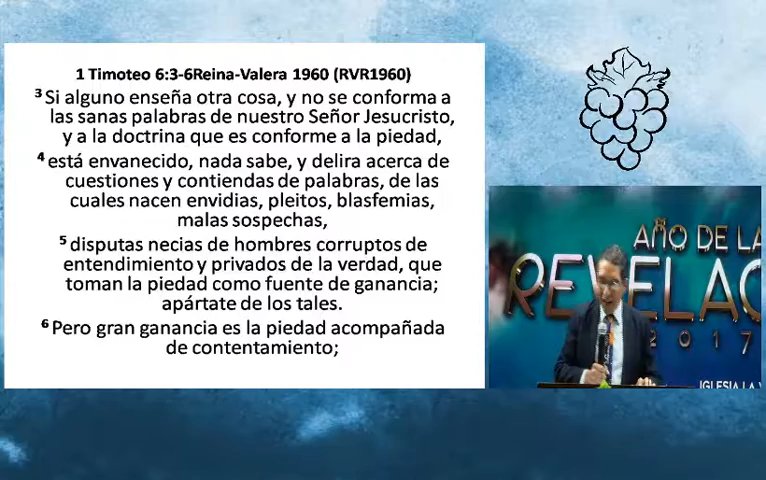 1 Timoteo 6:3-6Reina-Valera 1960 (RVR1960)
3 Si alguno enseña otra cosa, y no se conforma a
las sanas palabras de nuestro Señor Jesucristo,
y a la doctrina que es conforme a la piedad,
4 está envanecido, nada sabe, y delira acerca de
cuestiones y contiendas de palabras, de las
cuales nacen envidias, pleitos, blasfemias,
malas sospechas,
5 disputas necias de hombres corruptos de
entendimiento y privados de la verdad, que
toman la piedad como fuente de ganancia;
apártate de los tales.
6 Pero gran ganancia es la piedad acompañada
de contentamiento;
AÑO DE LA
REVELAC
2017
IGLESIA LA